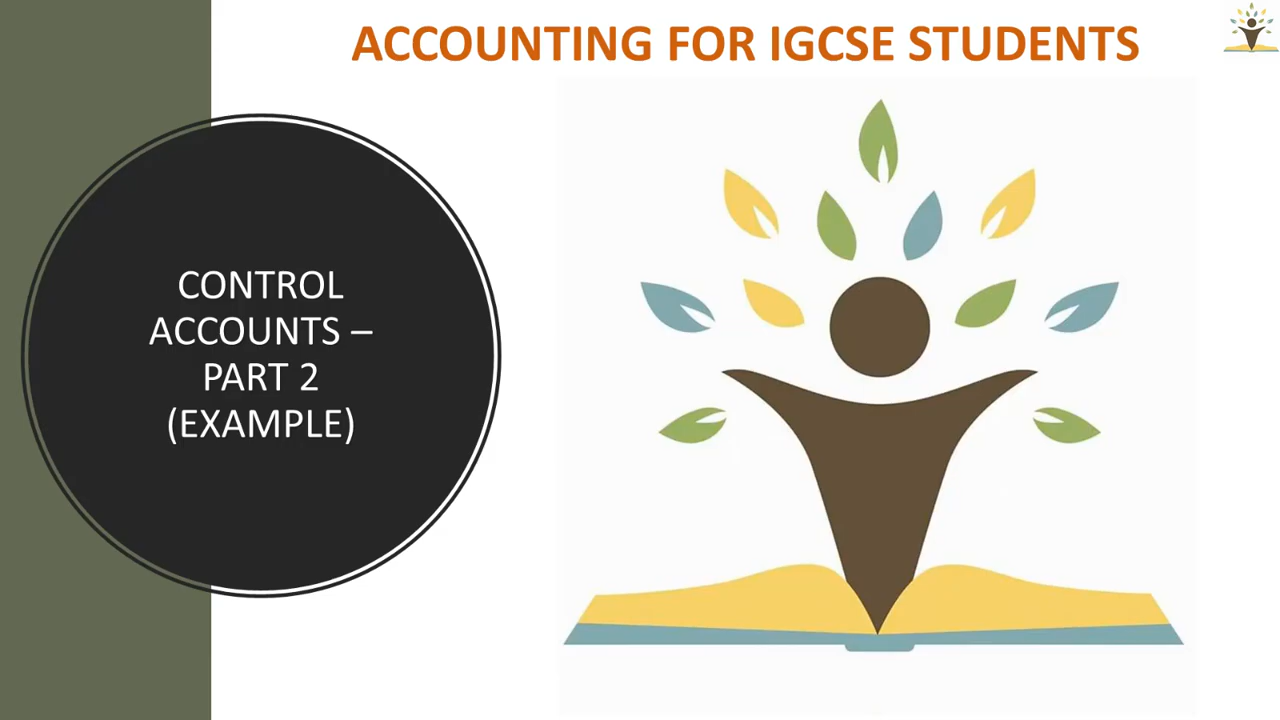 ACCOUNTING FOR IGCSE STUDENTS
CONTROL
ACCOUNTS –
PART 2
(EXAMPLE)